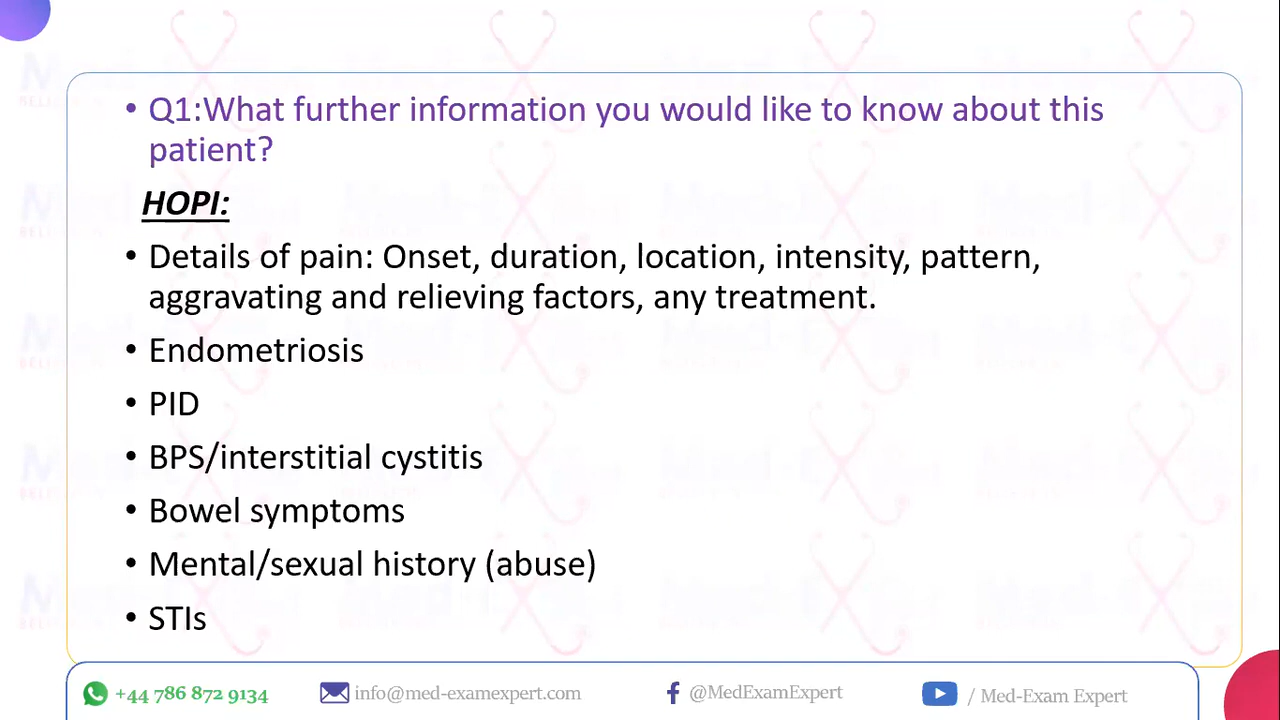 • Q1:What further information you would like to know about this
patient?
HOPI:
• Details of pain: Onset, duration, location, intensity, pattern,
aggravating and relieving factors, any treatment.
• Endometriosis
• PID
• BPS/interstitial cystitis
• Bowel symptoms
• Mental/sexual history (abuse)
• STIs
+44 786 872 9134 info@med-examexpert.com @MedExamExpert / Med-Exam Expert